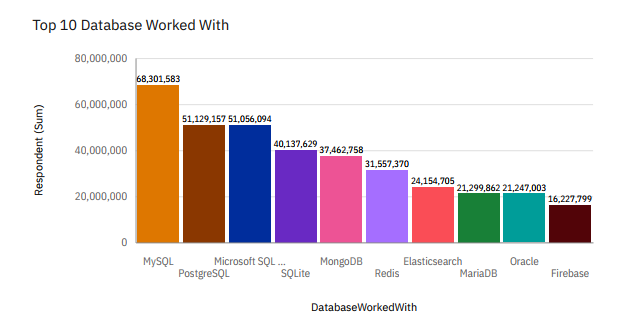 Top 10 Database Worked With
Respondent (Sum)
80,000,000
60,000,000
40,000,000
20,000,000
0
68,301,583
51,129,157
51,056,094
40,137,629
37,462,758
31,557,370
24,154,705
21,299,862
21,247,003
16,227,799
MySQL
PostgreSQL
Microsoft SQL ...
SQLite
MongoDB
Redis
Elasticsearch
MariaDB
Oracle
Firebase
DatabaseWorkedWith